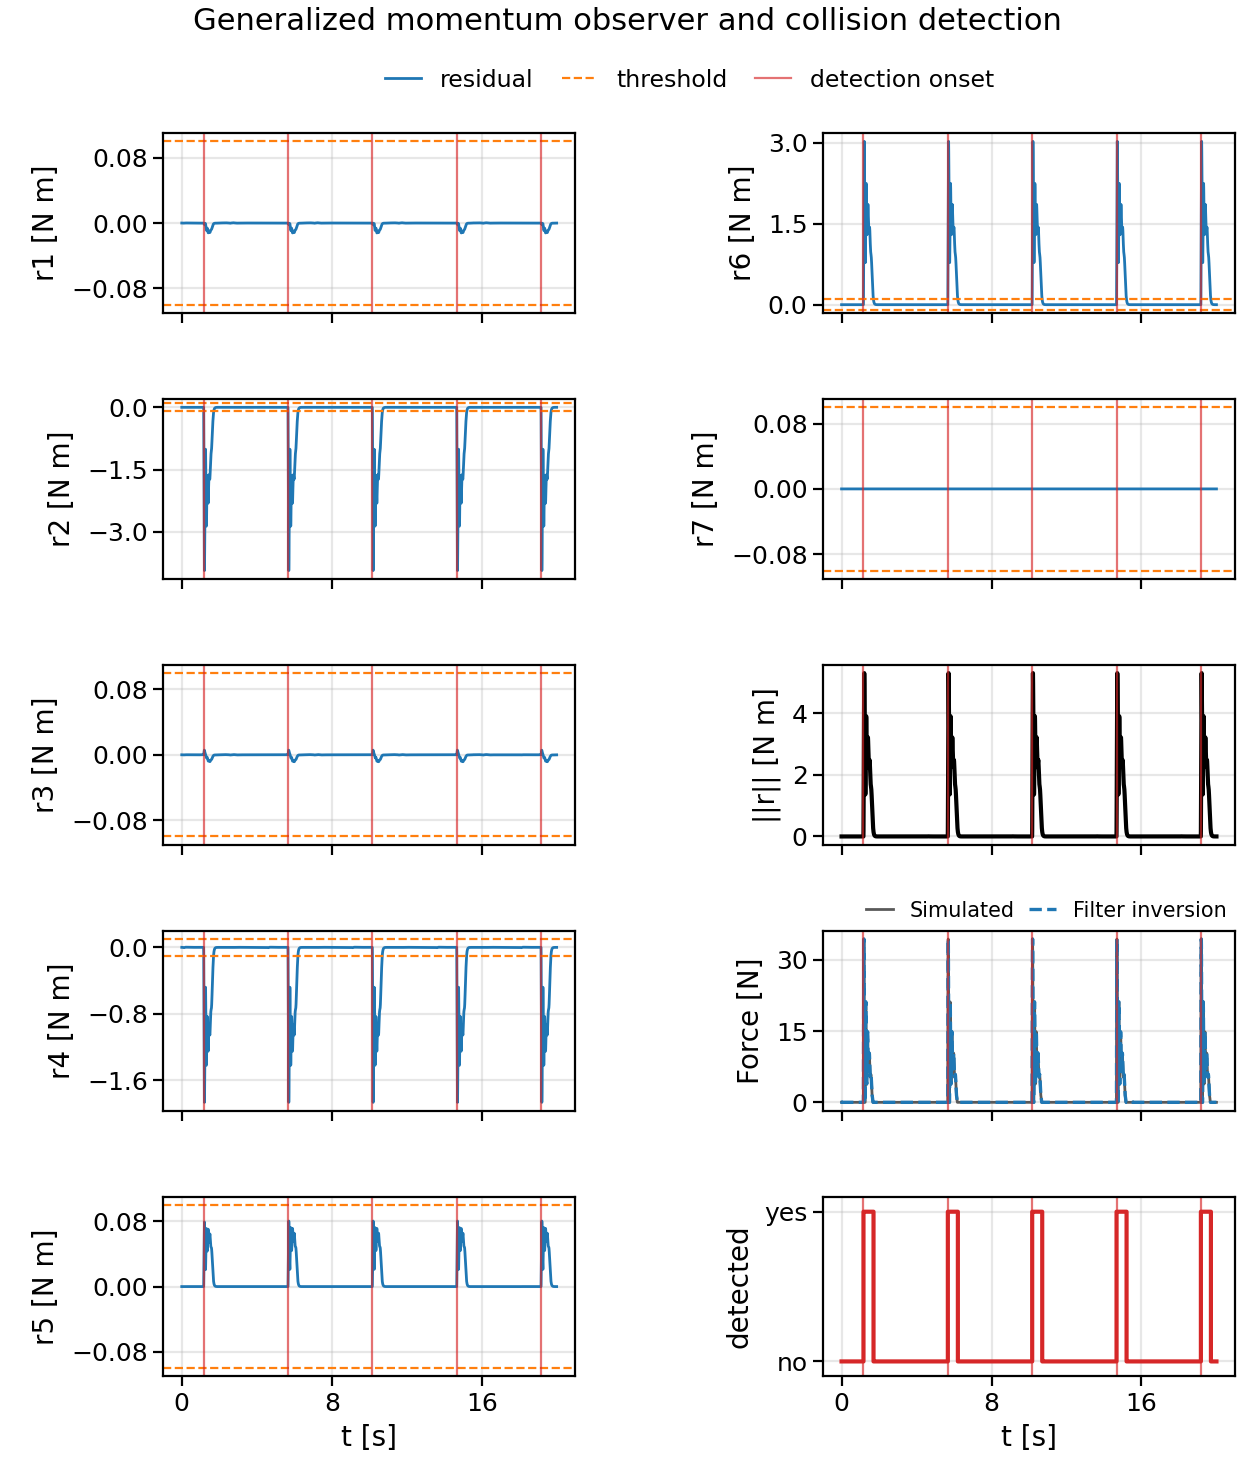 Generalized momentum observer and collision detection
residual threshold detection onset
r1 [N m]
0.08
0.00
−0.08
r6 [N m]
3.0
1.5
0.0
r2 [N m]
0.0
−1.5
−3.0
r7 [N m]
0.08
0.00
−0.08
r3 [N m]
0.08
0.00
−0.08
||r|| [N m]
4
2
0
r4 [N m]
0.0
−0.8
−1.6
Simulated Filter inversion
Force [N]
30
15
0
r5 [N m]
0.08
0.00
−0.08
0 8 16
t [s]
detected
yes
no
0 8 16
t [s]